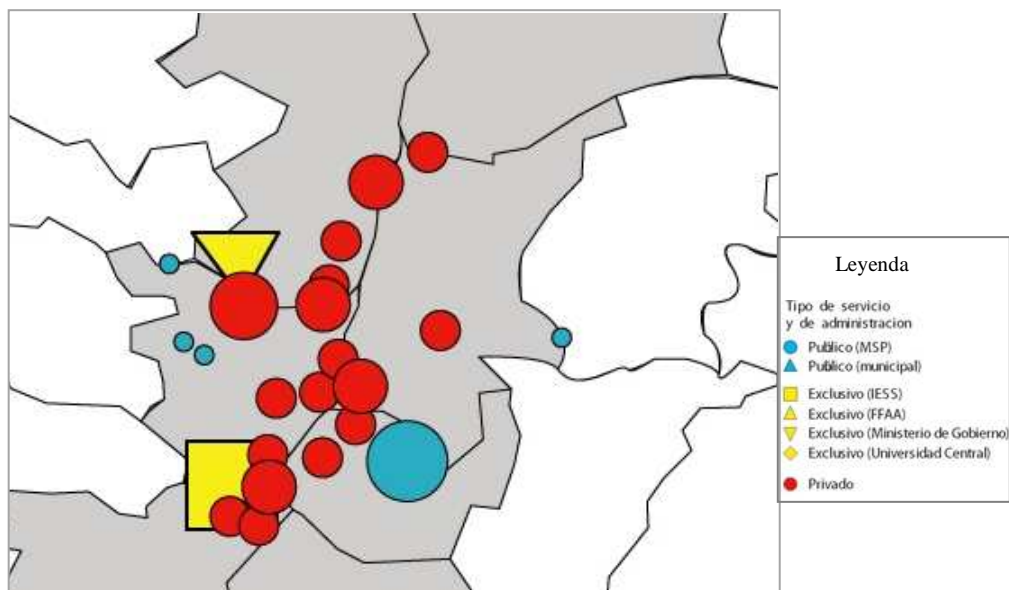 Leyenda
Tipo de servicio
y de administracion
Publico (MSP)
Publico (municipal)
Exclusivo (IESS)
Exclusivo (FFAA)
Exclusivo (Ministerio de Gobierno)
Exclusivo (Universidad Central)
Privado